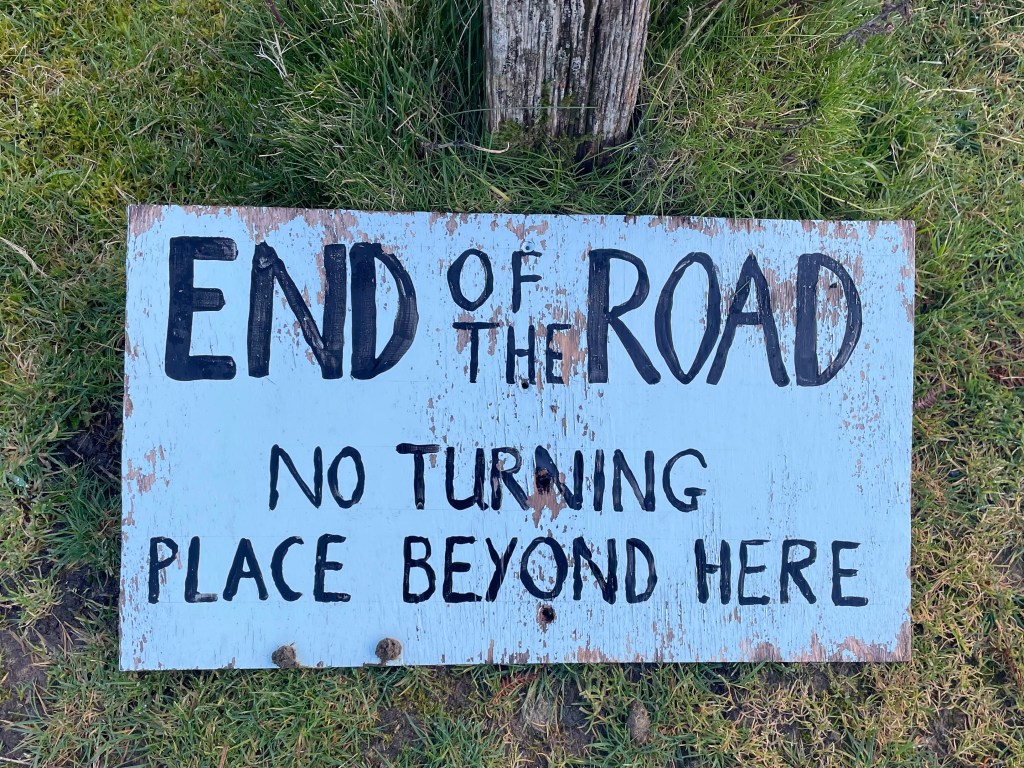 END OF THE ROAD
NO TURNING
PLACE BEYOND HERE